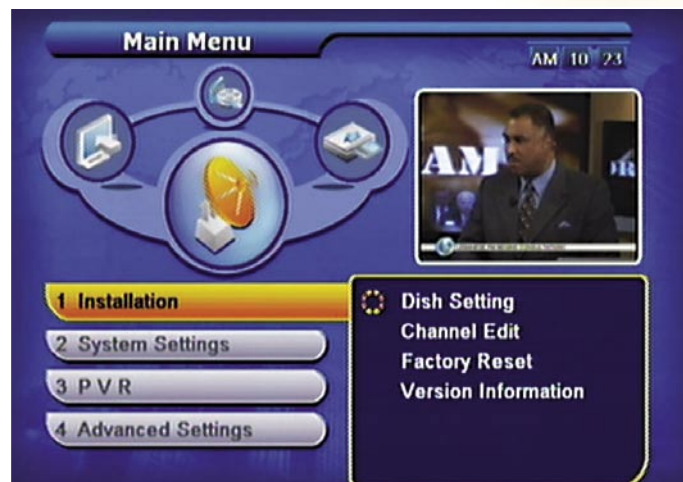 Main Menu
AM 10 23
AM
1 Installation
2 System Settings
3 P V R
4 Advanced Settings
Dish Setting
Channel Edit
Factory Reset
Version Information